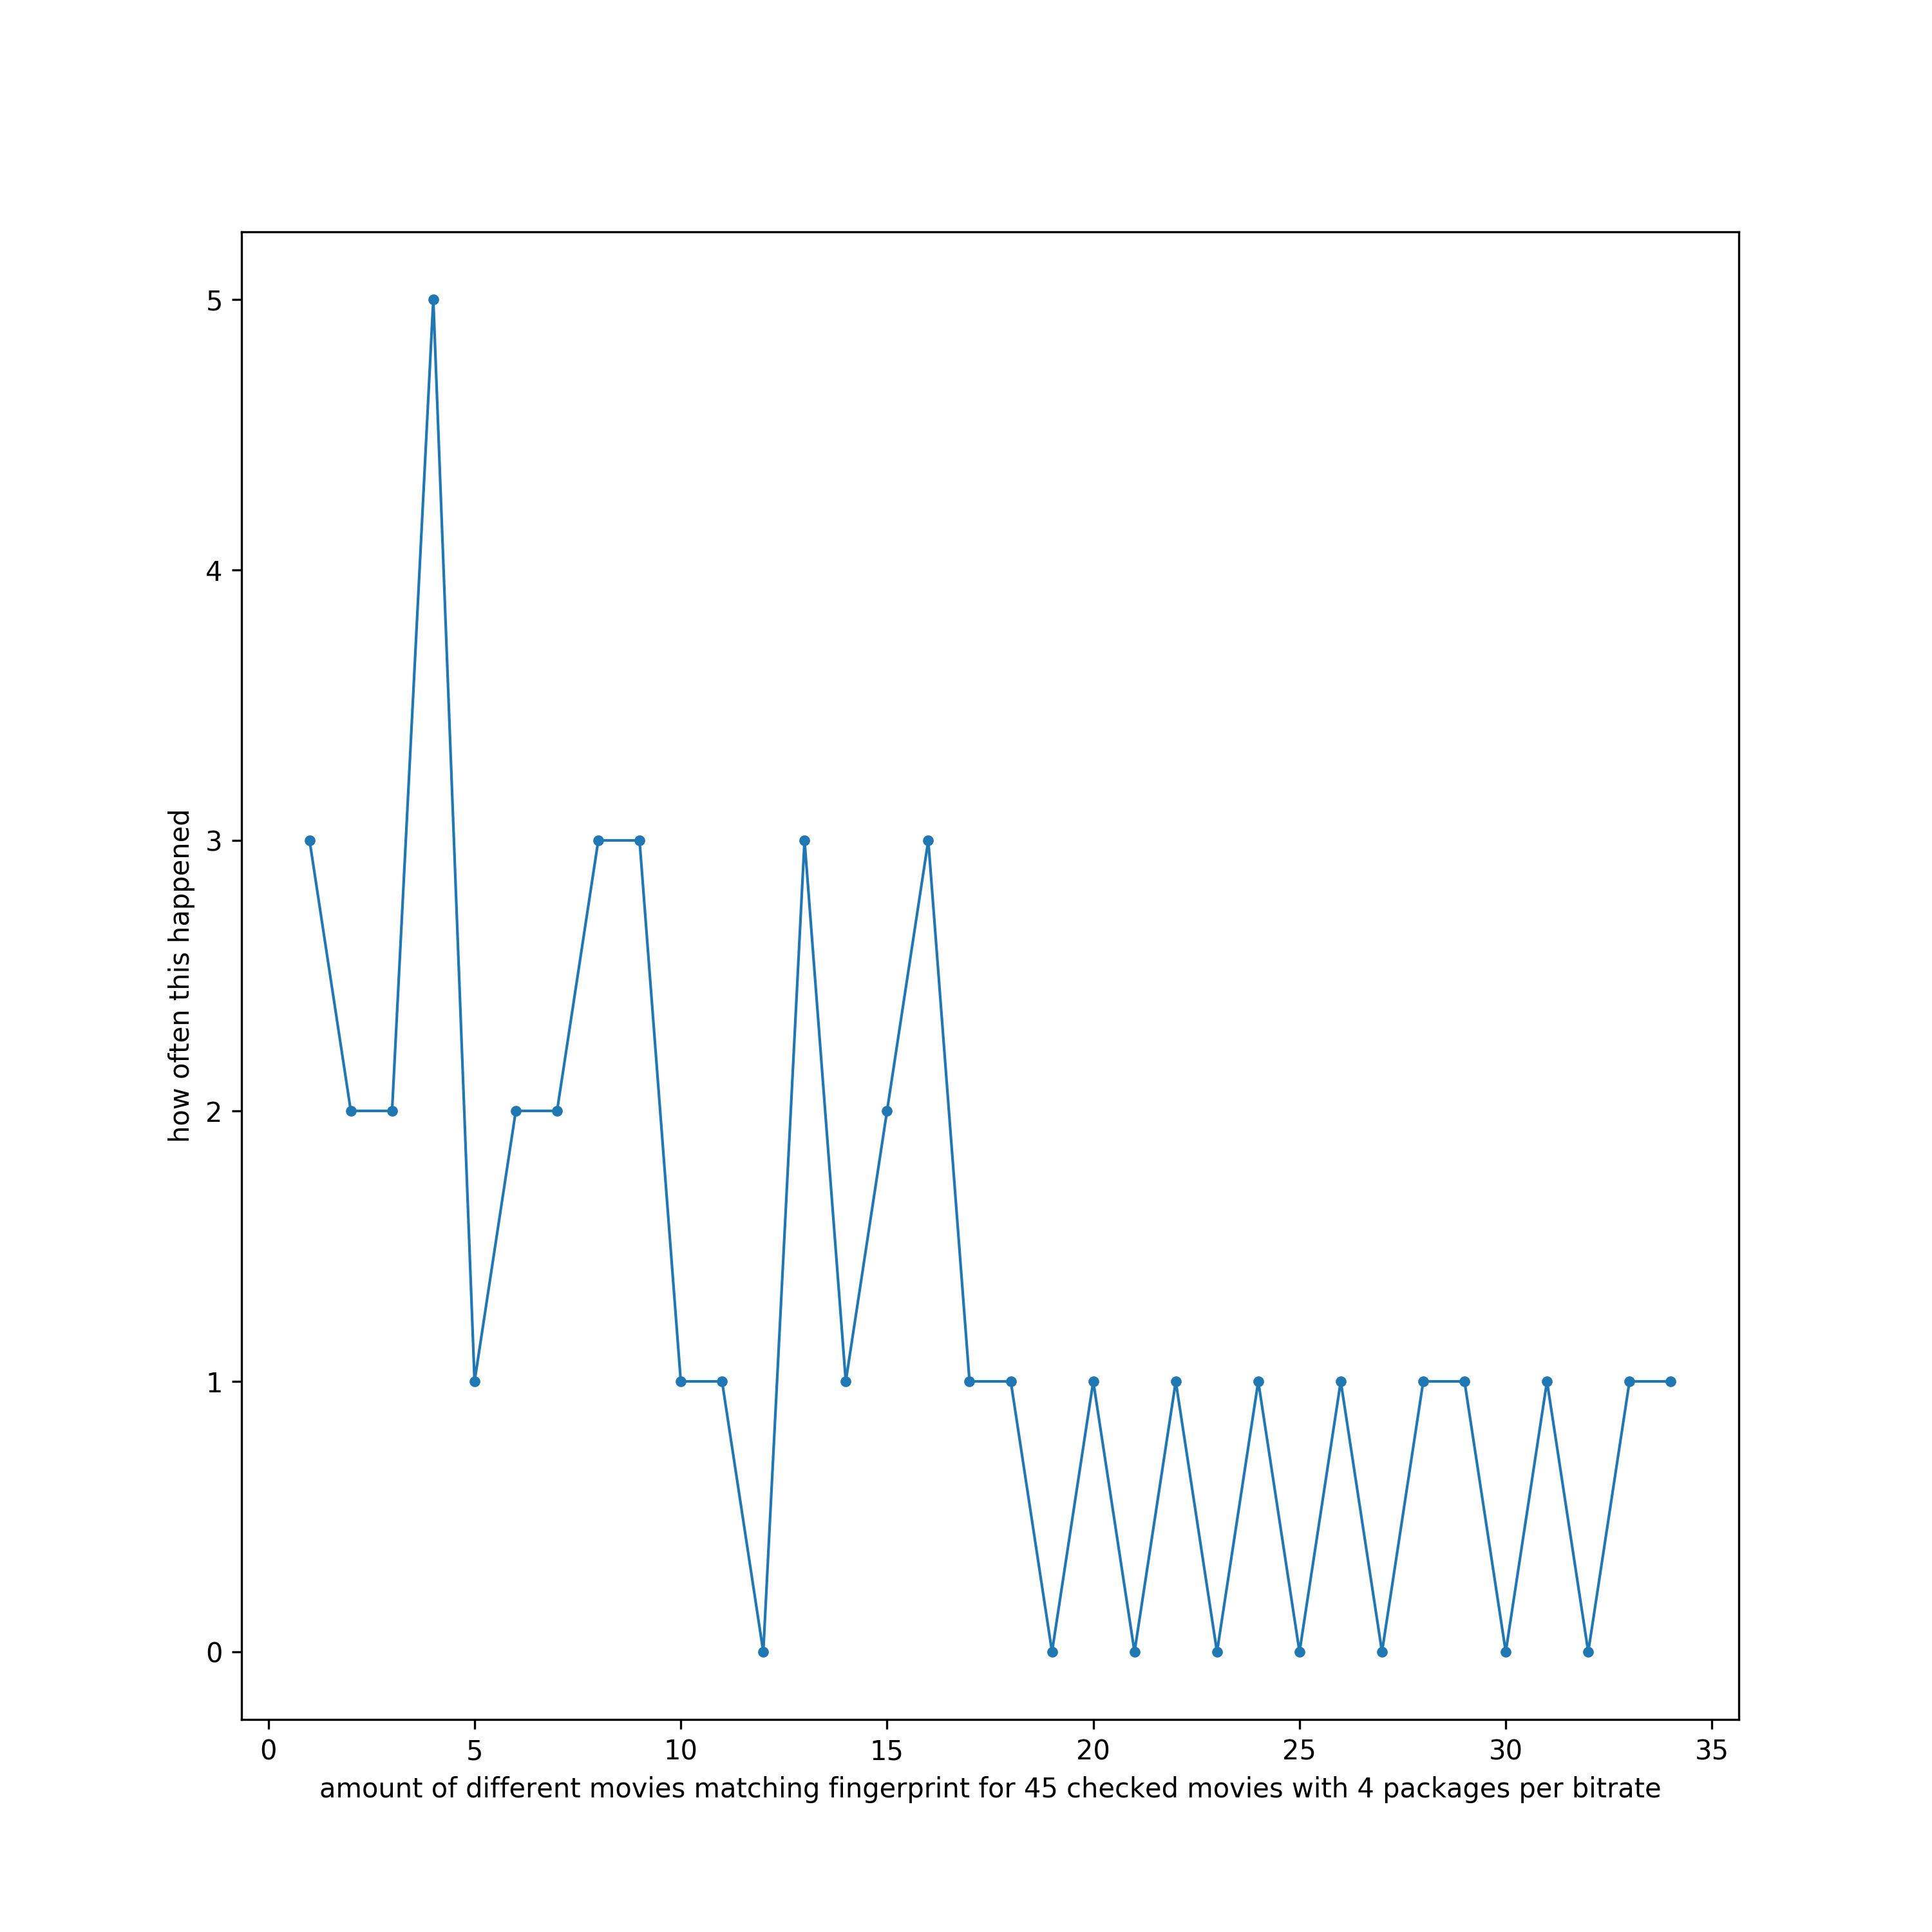 how often this happened
5
4
3
2
1
0
0 5 10 15 20 25 30 35
amount of different movies matching fingerprint for 45 checked movies with 4 packages per bitrate